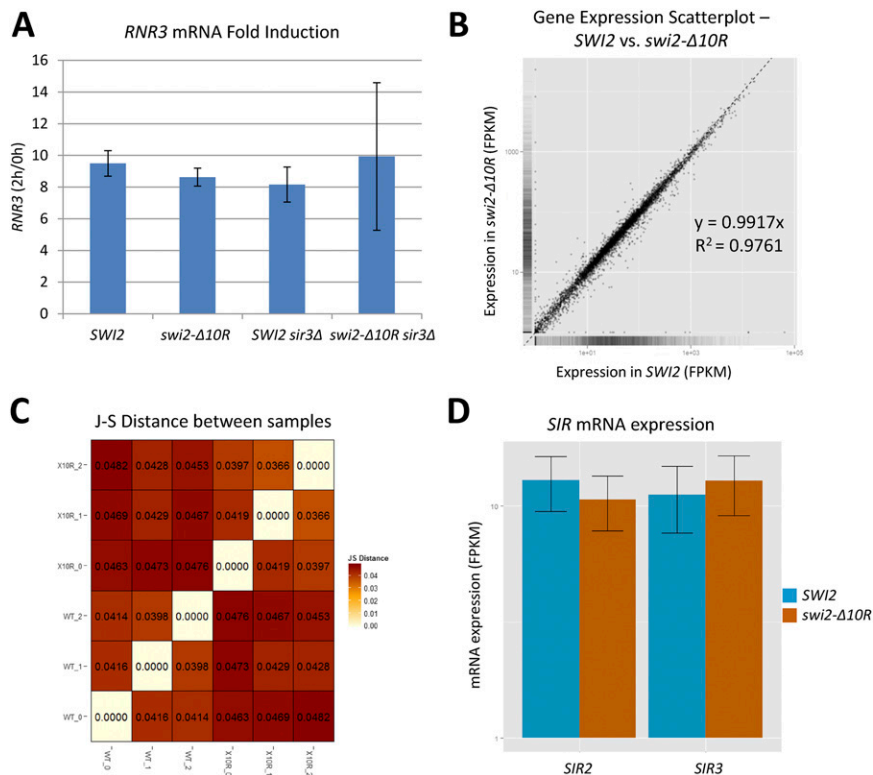 A
RNR3 mRNA Fold Induction
RNR3 (2h/0h)
16
14
12
10
8
6
4
2
0
SWI2
swi2-Δ10R
SWI2 sir3Δ
swi2-Δ10R sir3Δ
B
Gene Expression Scatterplot –
SWI2 vs. swi2-Δ10R
Expression in swi2-Δ10R (FPKM)
1000
10
y = 0.9917x
R² = 0.9761
1e+01
1e+03
1e+05
Expression in SWI2 (FPKM)
C
J-S Distance between samples
X10R_2
0.0482 0.0428 0.0453 0.0397 0.0366 0.0000
X10R_1
0.0469 0.0429 0.0467 0.0419 0.0000 0.0366
X10R_0
0.0463 0.0473 0.0476 0.0000 0.0419 0.0397
WT_2
0.0414 0.0398 0.0000 0.0476 0.0467 0.0453
WT_1
0.0416 0.0000 0.0398 0.0473 0.0429 0.0428
WT_0
0.0000 0.0416 0.0414 0.0463 0.0469 0.0482
WT_0
WT_1
WT_2
X10R_0
X10R_1
X10R_2
JS Distance
0.04
0.03
0.02
0.01
0.00
D
SIR mRNA expression
mRNA expression (FPKM)
10
1
SIR2
SIR3
SWI2
swi2-Δ10R